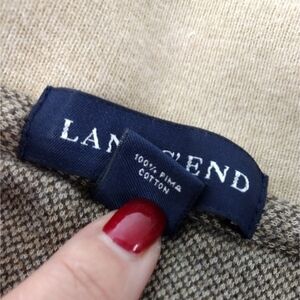 LAN 'END
100% PIMA
COTTON